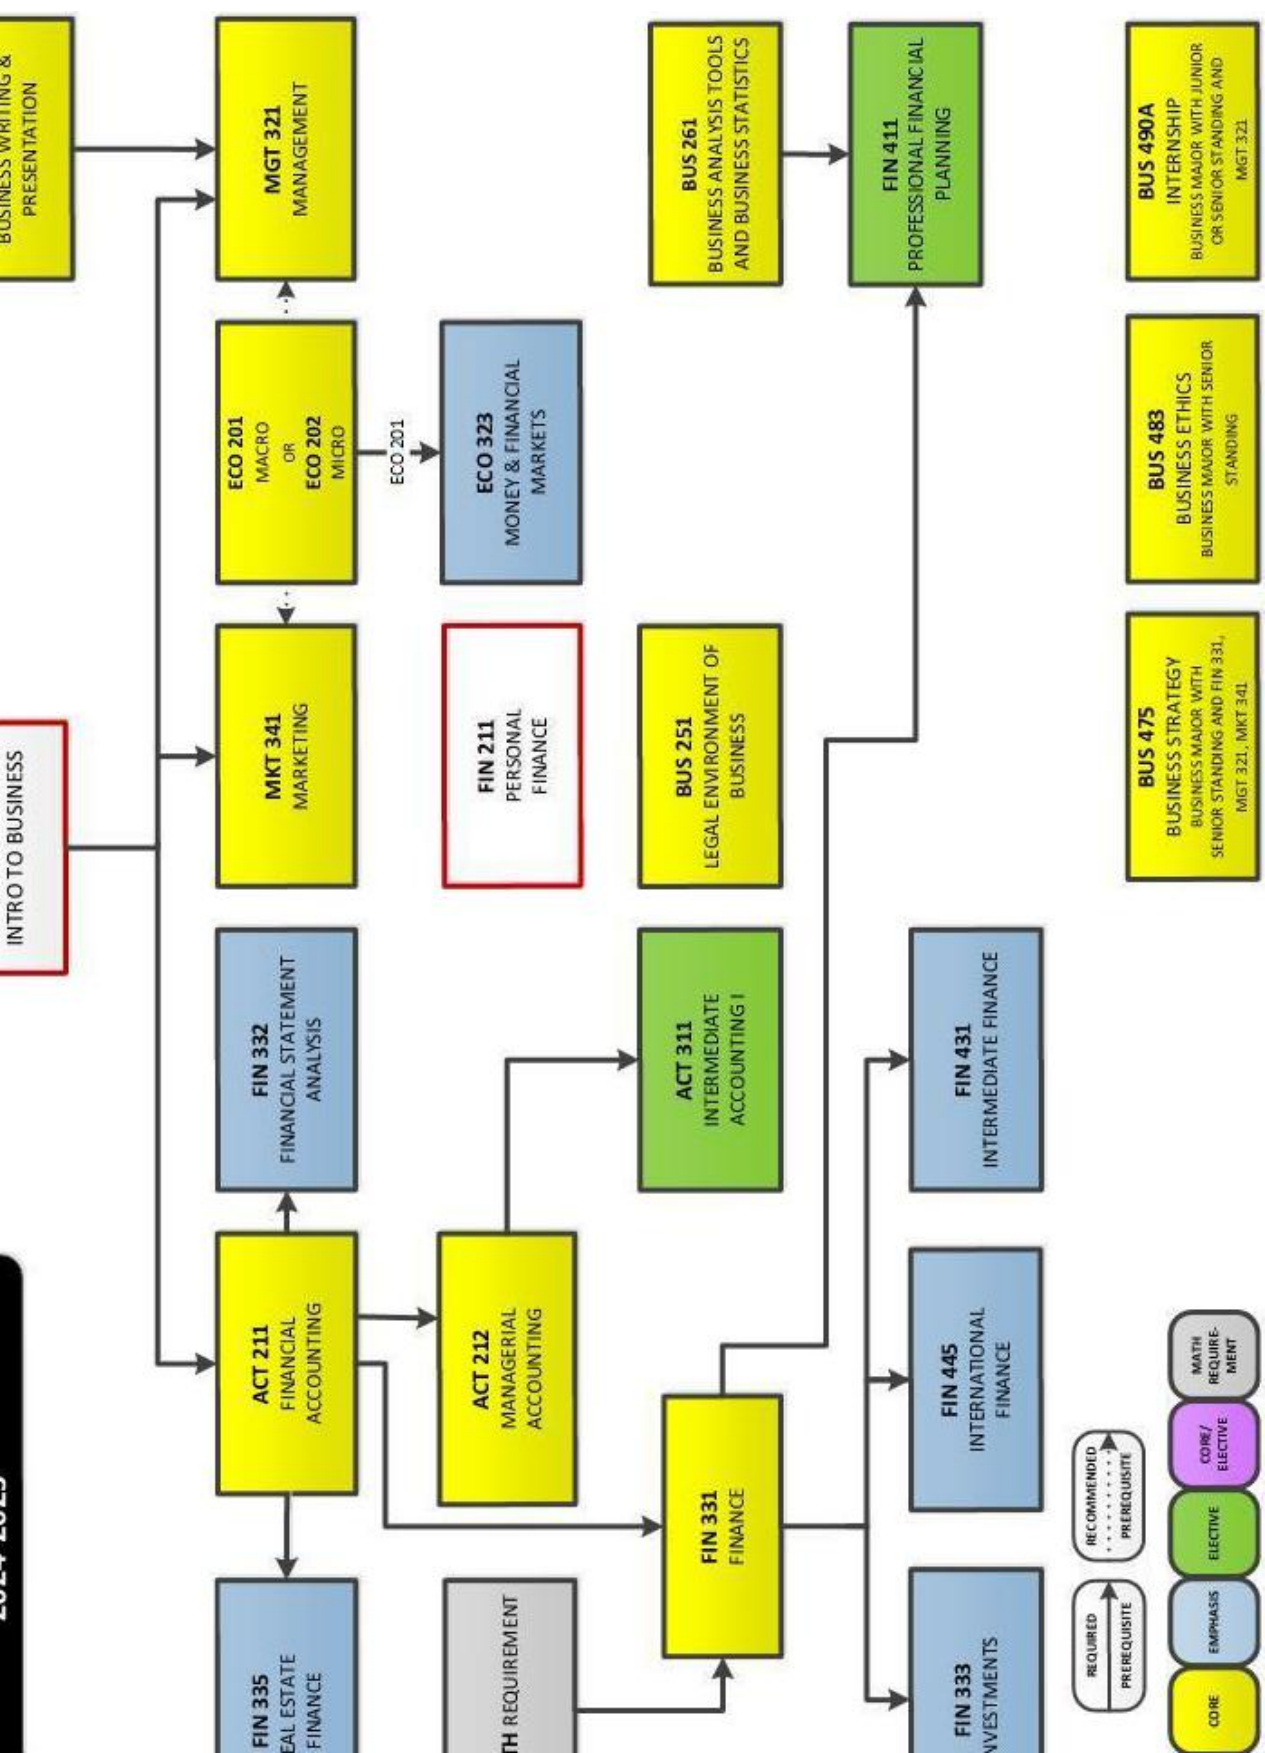 INTRO TO BUSINESS
BUSINESS WRITING &
PRESENTATION
FIN 335
EAL ESTATE
FINANCE
ACT 211
FINANCIAL
ACCOUNTING
FIN 332
FINANCIAL STATEMENT
ANALYSIS
MKT 341
MARKETING
ECO 201
MACRO
OR
ECO 202
MICRO
MGT 321
MANAGEMENT
ECO 201
TH REQUIREMENT
ACT 212
MANAGERIAL
ACCOUNTING
FIN 211
PERSONAL
FINANCE
ECO 323
MONEY & FINANCIAL
MARKETS
FIN 331
FINANCE
ACT 311
INTERMEDIATE
ACCOUNTING I
BUS 251
LEGAL ENVIRONMENT OF
BUSINESS
BUS 261
BUSINESS ANALYSIS TOOLS
AND BUSINESS STATISTICS
FIN 411
PROFESSIONAL FINANCIAL
PLANNING
FIN 333
NVESTMENTS
FIN 445
INTERNATIONAL
FINANCE
FIN 431
INTERMEDIATE FINANCE
REQUIRED
PREREQUISITE
RECOMMENDED
PREREQUISITE
CORE
EMPHASIS
ELECTIVE
CORE/
ELECTIVE
MATH
REQUIRE-
MENT
BUS 475
BUSINESS STRATEGY
BUSINESS MAJOR WITH
SENIOR STANDING AND FIN 331,
MGT 321, MKT 341
BUS 483
BUSINESS ETHICS
BUSINESS MAJOR WITH SENIOR
STANDING
BUS 490A
INTERNSHIP
BUSINESS MAJOR WITH JUNIOR
OR SENIOR STANDING AND
MGT 321